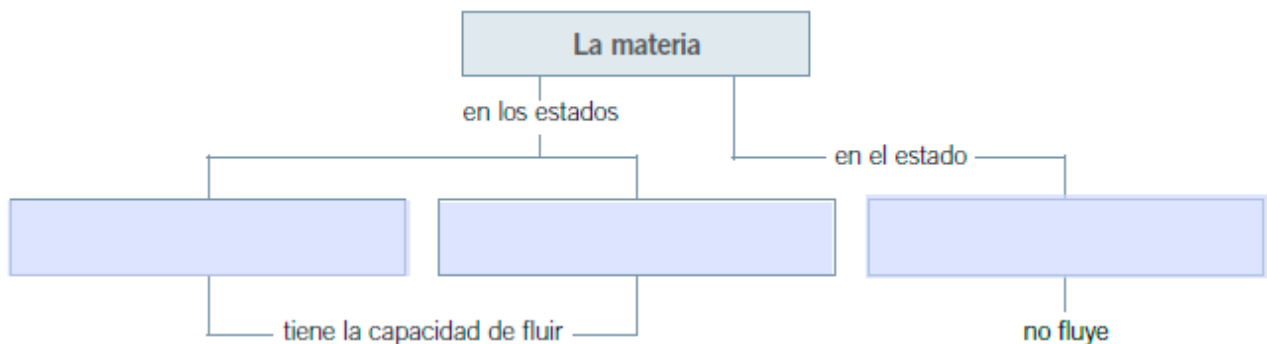 La materia
en los estados
en el estado
tiene la capacidad de fluir
no fluye